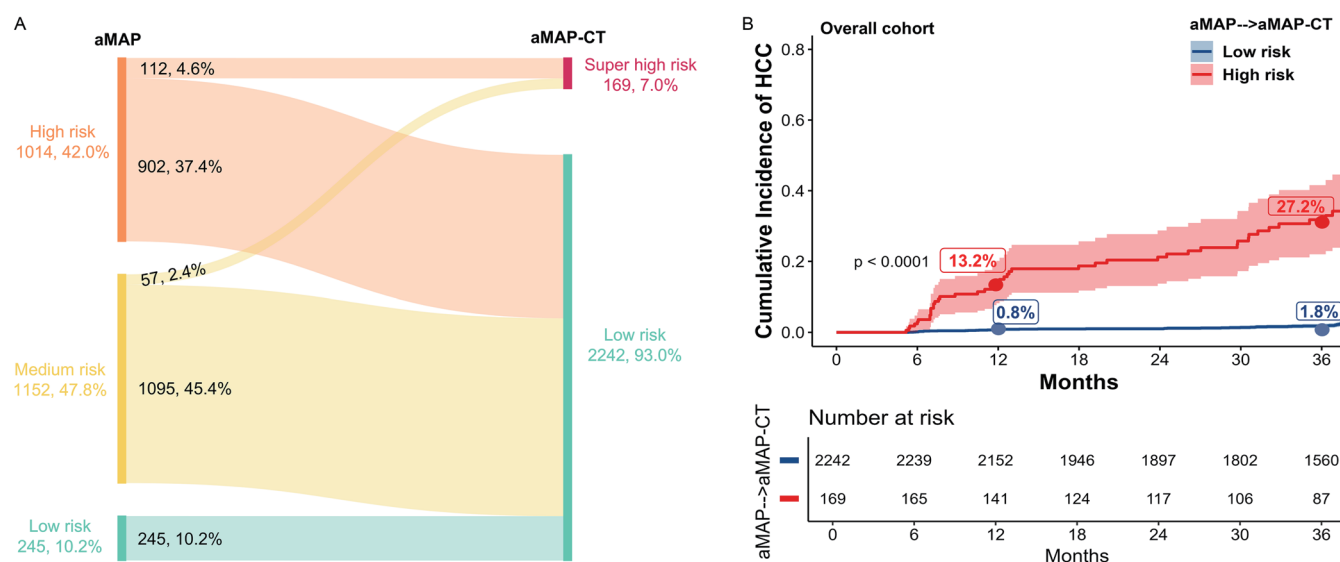 A
aMAP
aMAP-CT
112, 4.6%
Super high risk
169, 7.0%
High risk
1014, 42.0%
902, 37.4%
57, 2.4%
Low risk
2242, 93.0%
Medium risk
1152, 47.8%
1095, 45.4%
Low risk
245, 10.2%
245, 10.2%
B
Overall cohort
aMAP-->aMAP-CT
Low risk
High risk
Cumulative Incidence of HCC
0.8
0.6
0.4
0.2
0.0
p < 0.0001
13.2%
27.2%
0.8%
1.8%
0 6 12 18 24 30 36
Months
Number at risk
aMAP-->aMAP-CT
2242 2239 2152 1946 1897 1802 1560
169 165 141 124 117 106 87
0 6 12 18 24 30 36
Months